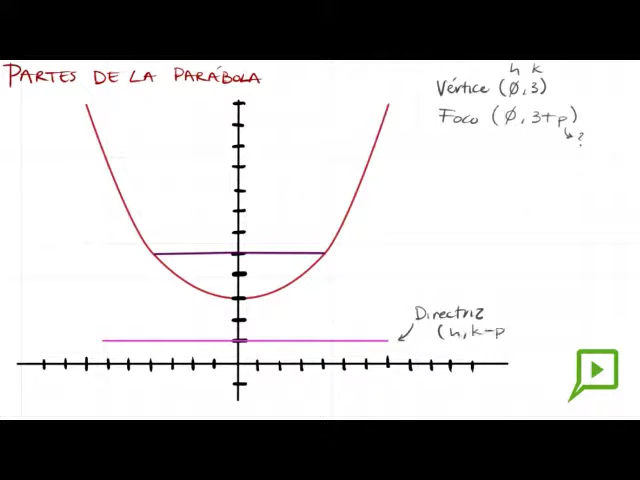 PARTES DE LA PARÁBOLA
h k
Vértice (∅, 3)
Foco (∅, 3+p)
?
Directriz
(h, k-p